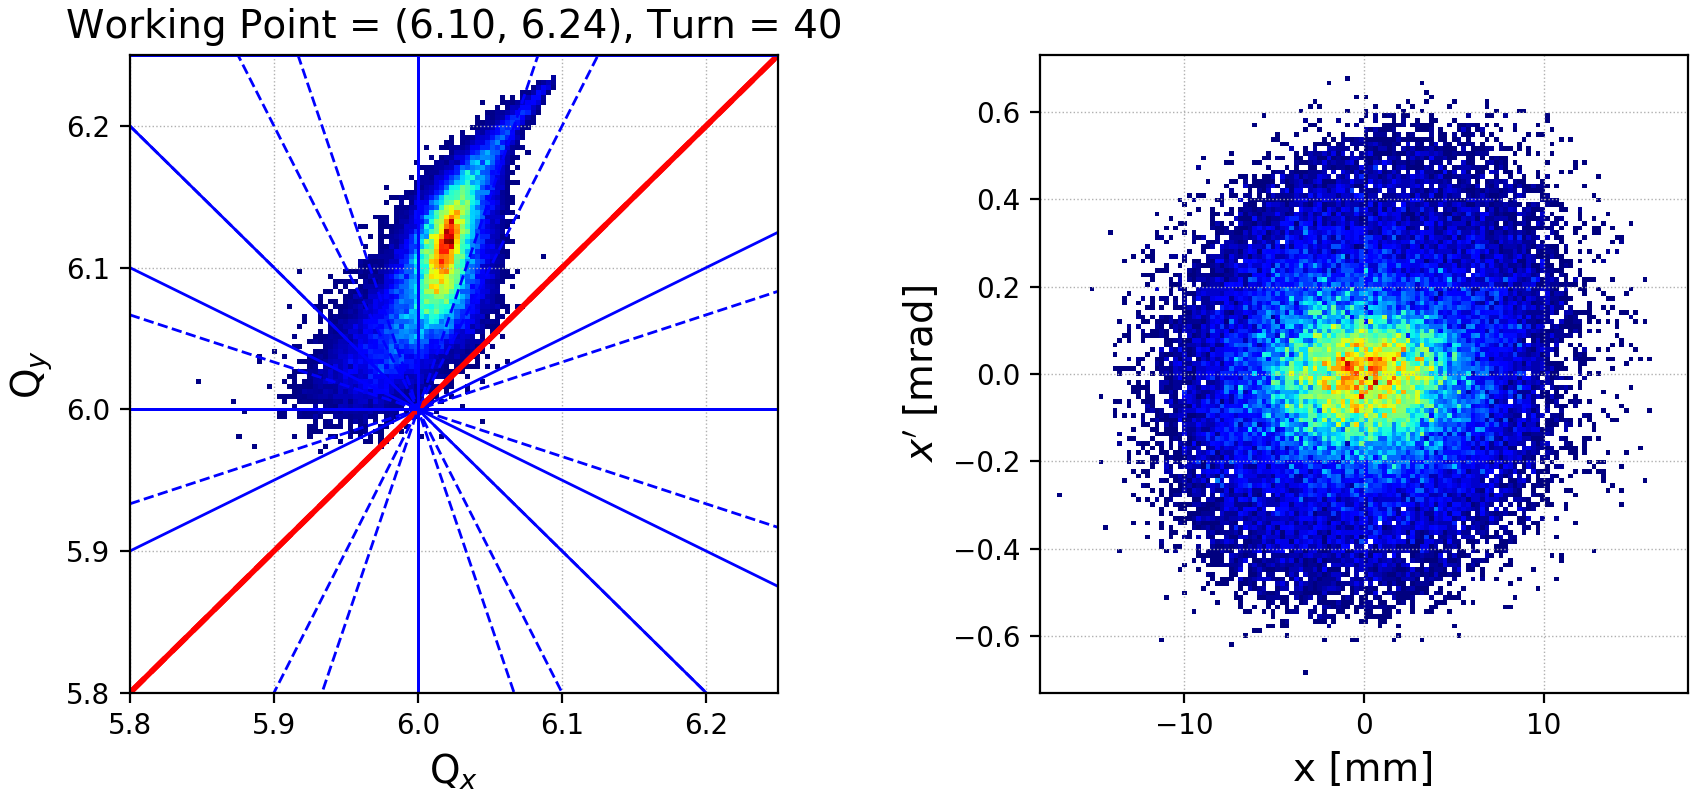 Working Point = (6.10, 6.24), Turn = 40
6.2
6.1
6.0
5.9
5.8
Q_y
5.8 5.9 6.0 6.1 6.2
Q_x
0.6
0.4
0.2
0.0
−0.2
−0.4
−0.6
x′ [mrad]
−10 0 10
x [mm]